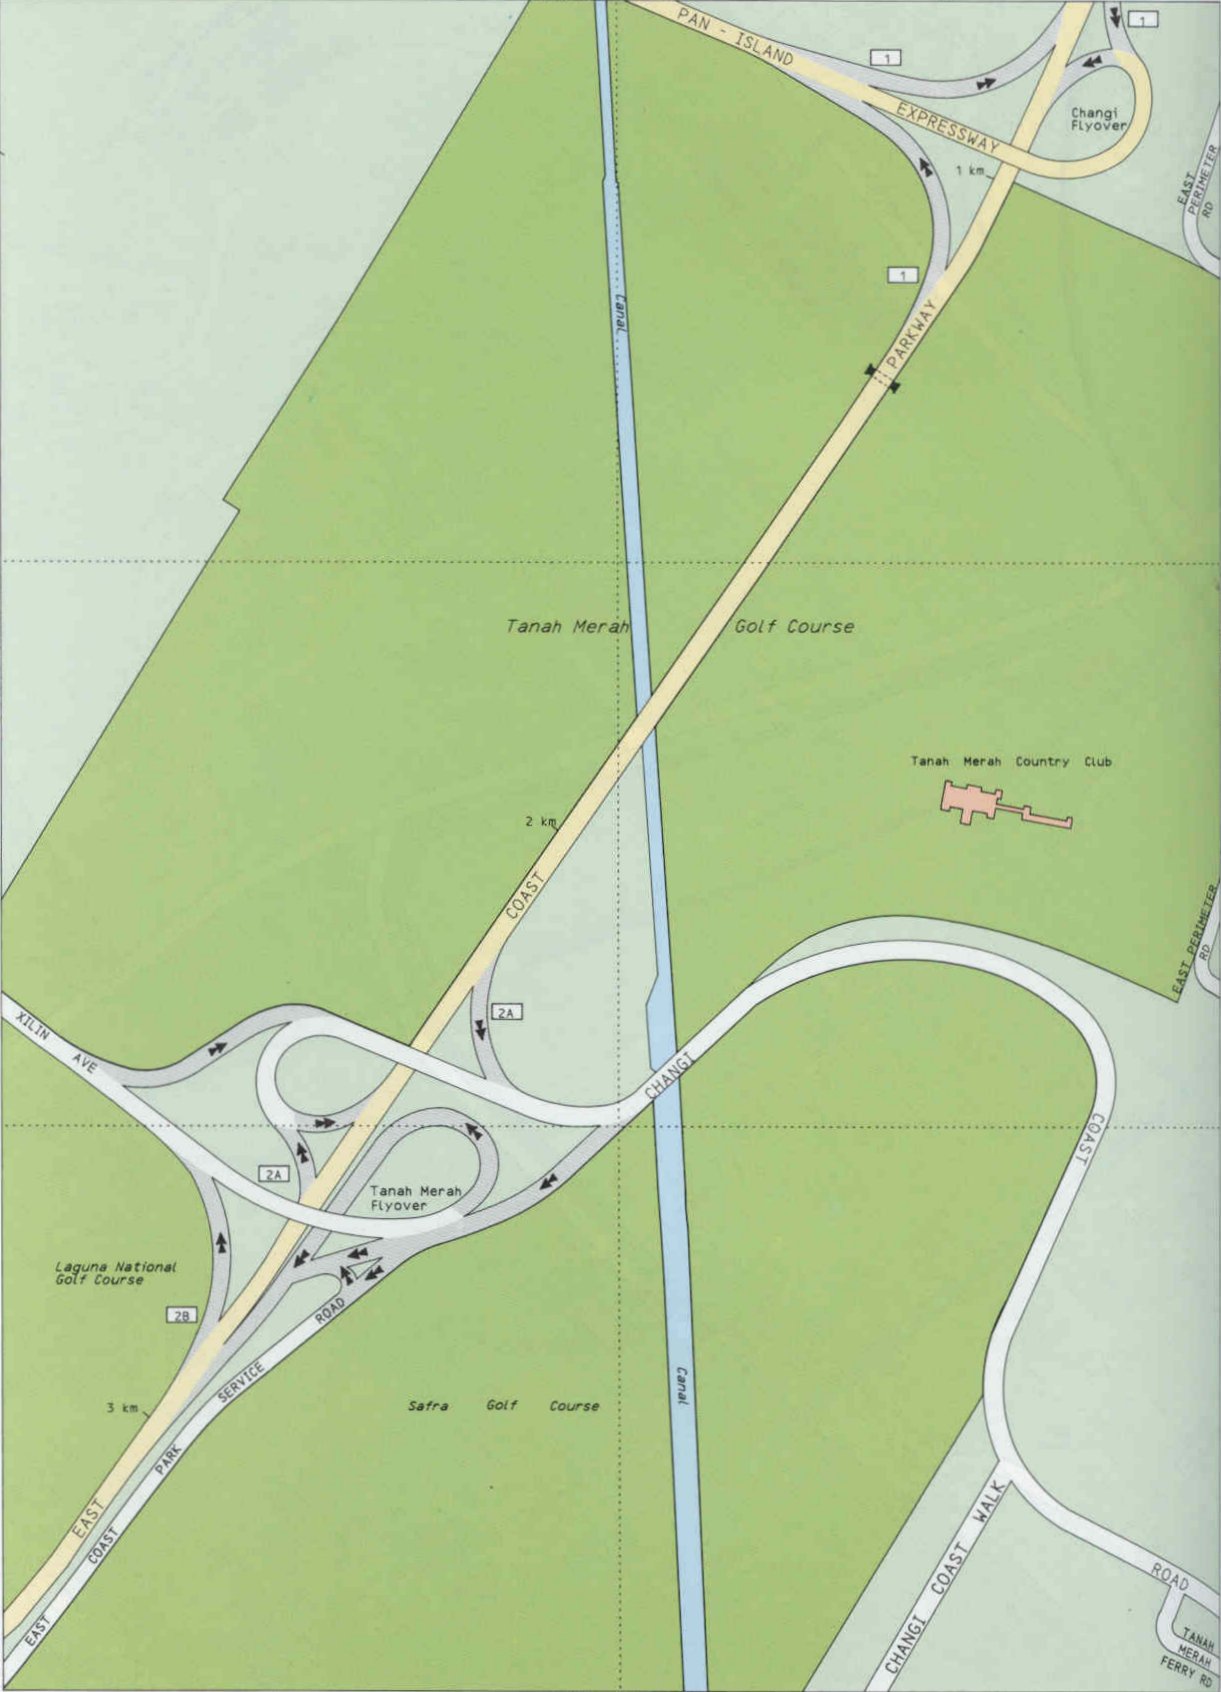 PAN - ISLAND
EXPRESSWAY
1
1
Changi
Flyover
1 km
EAST
PERIMETER
RD
1
Canal
PARKWAY
Tanah Merah
Golf Course
Tanah Merah Country Club
2 km
COAST
EAST PERIMETER
RD
2A
XILIN AVE
CHANGI
COAST
2A
Tanah Merah
Flyover
Laguna National
Golf Course
2B
ROAD
SERVICE
PARK
COAST
EAST
3 km
Safra Golf Course
Canal
EAST
CHANGI COAST WALK
ROAD
TANAH
MERAH
FERRY RD